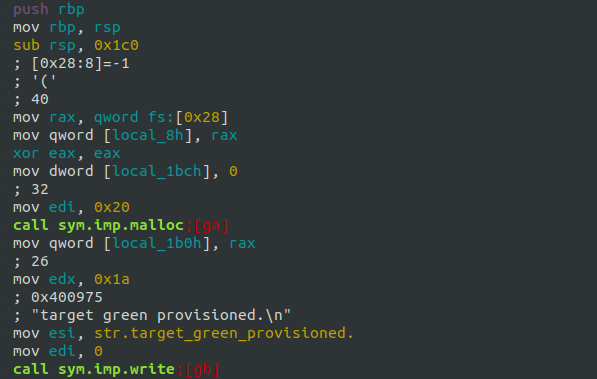 push rbp
mov rbp, rsp
sub rsp, 0x1c0
; [0x28:8]=-1
; '('
; 40
mov rax, qword fs:[0x28]
mov qword [local_8h], rax
xor eax, eax
mov dword [local_1bch], 0
; 32
mov edi, 0x20
call sym.imp.malloc;[ga]
mov qword [local_1b0h], rax
; 26
mov edx, 0x1a
; 0x400975
; "target green provisioned.\n"
mov esi, str.target_green_provisioned.
mov edi, 0
call sym.imp.write;[gb]